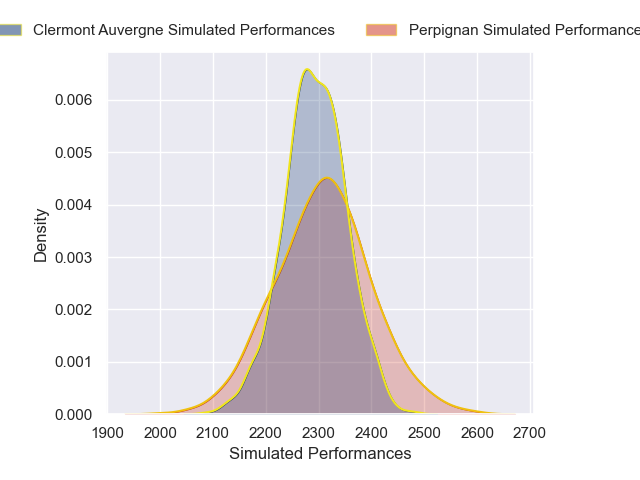 Clermont Auvergne Simulated Performances
Perpignan Simulated Performance
0.006
0.005
0.004
0.003
0.002
0.001
0.000
Density
1900 2000 2100 2200 2300 2400 2500 2600 2700
Simulated Performances